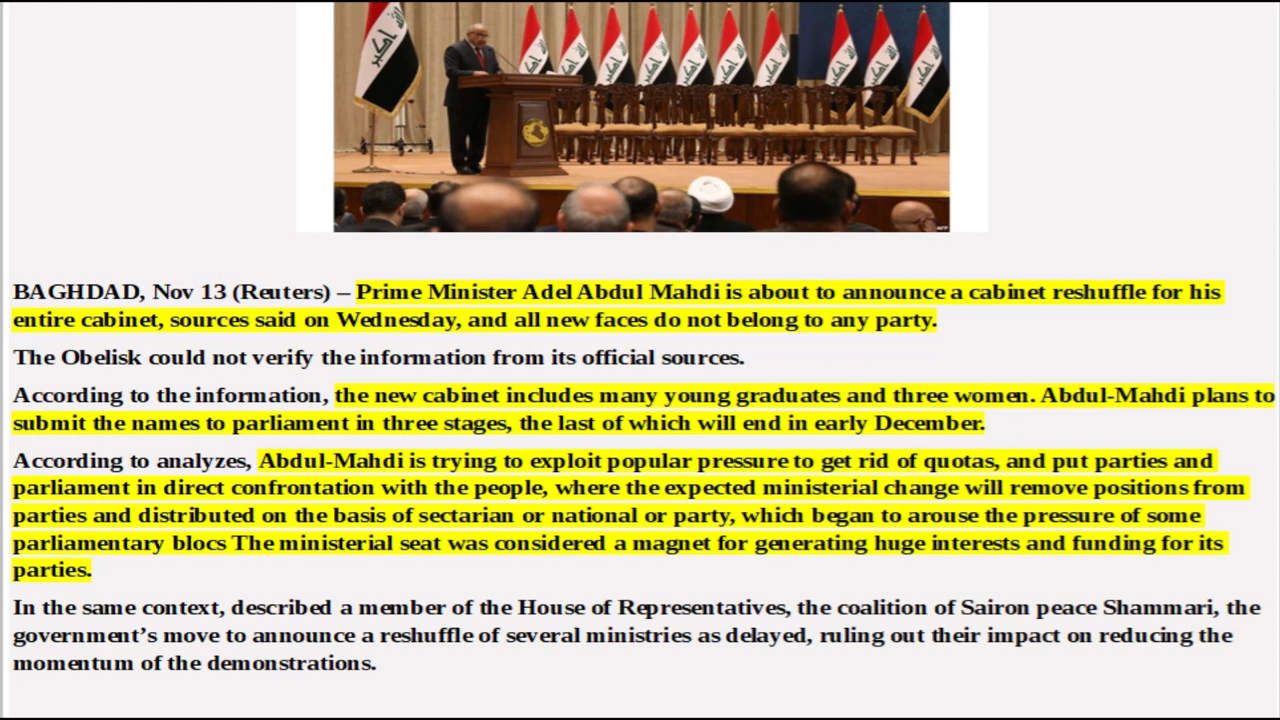 BAGHDAD, Nov 13 (Reuters) – Prime Minister Adel Abdul Mahdi is about to announce a cabinet reshuffle for his
entire cabinet, sources said on Wednesday, and all new faces do not belong to any party.
The Obelisk could not verify the information from its official sources.
According to the information, the new cabinet includes many young graduates and three women. Abdul-Mahdi plans to
submit the names to parliament in three stages, the last of which will end in early December.
According to analyzes, Abdul-Mahdi is trying to exploit popular pressure to get rid of quotas, and put parties and
parliament in direct confrontation with the people, where the expected ministerial change will remove positions from
parties and distributed on the basis of sectarian or national or party, which began to arouse the pressure of some
parliamentary blocs The ministerial seat was considered a magnet for generating huge interests and funding for its
parties.
In the same context, described a member of the House of Representatives, the coalition of Sairon peace Shammari, the
government’s move to announce a reshuffle of several ministries as delayed, ruling out their impact on reducing the
momentum of the demonstrations.